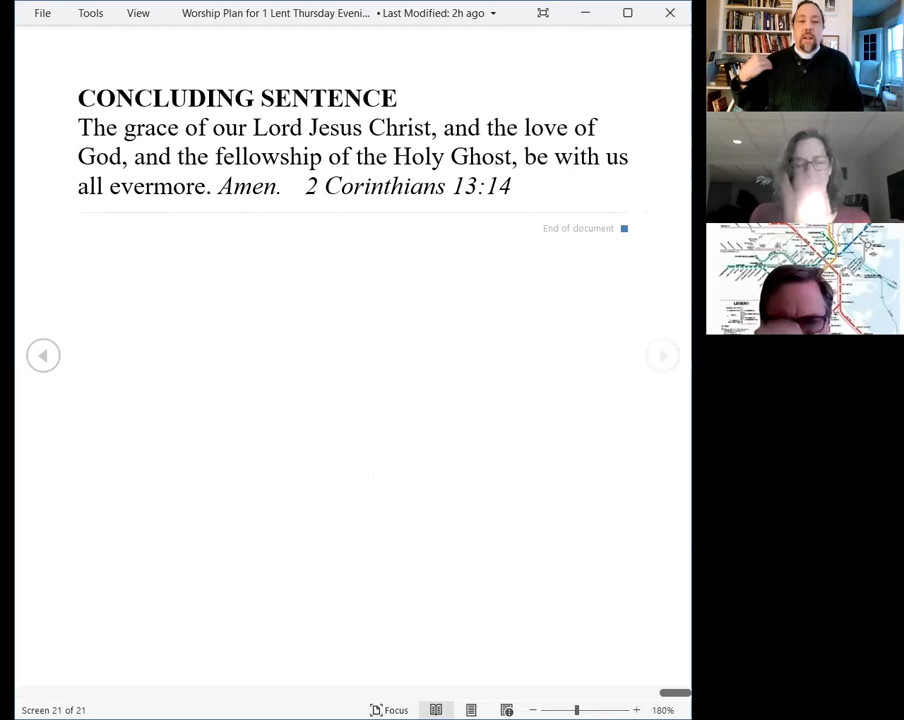 File Tools View Worship Plan for 1 Lent Thursday Eveni... • Last Modified: 2h ago
CONCLUDING SENTENCE
The grace of our Lord Jesus Christ, and the love of
God, and the fellowship of the Holy Ghost, be with us
all evermore. Amen. 2 Corinthians 13:14
End of document
LEGEND
Screen 21 of 21 Focus 180%